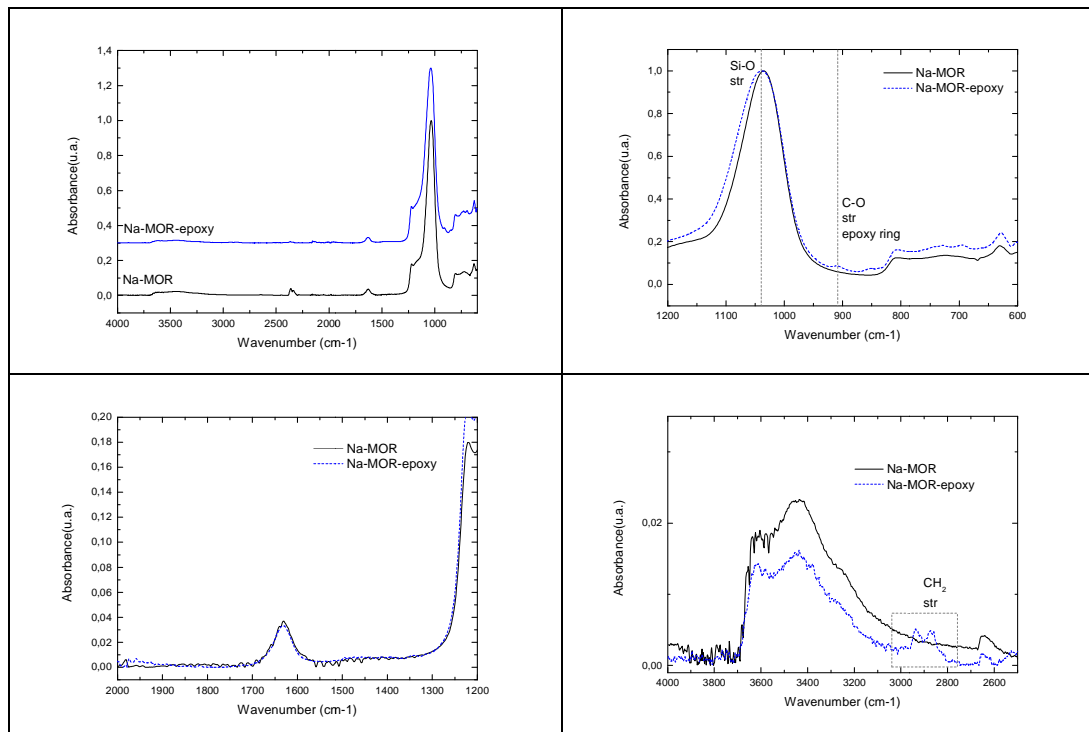 1,4
1,2
1,0
0,8
0,6
0,4
0,2
0,0
Absorbance(u.a.)
Na-MOR-epoxy
Na-MOR
4000 3500 3000 2500 2000 1500 1000
Wavenumber (cm-1)
1,0
0,8
0,6
0,4
0,2
0,0
Absorbance(u.a.)
Si-O
str
C-O
str
epoxy ring
Na-MOR
Na-MOR-epoxy
1200 1100 1000 900 800 700 600
Wavenumber (cm-1)
0,20
0,18
0,16
0,14
0,12
0,10
0,08
0,06
0,04
0,02
0,00
Absorbance(u.a.)
Na-MOR
Na-MOR-epoxy
2000 1900 1800 1700 1600 1500 1400 1300 1200
Wavenumber (cm-1)
0,02
0,00
Absorbance(u.a.)
Na-MOR
Na-MOR-epoxy
CH2
str
4000 3800 3600 3400 3200 3000 2800 2600
Wavenumber (cm-1)